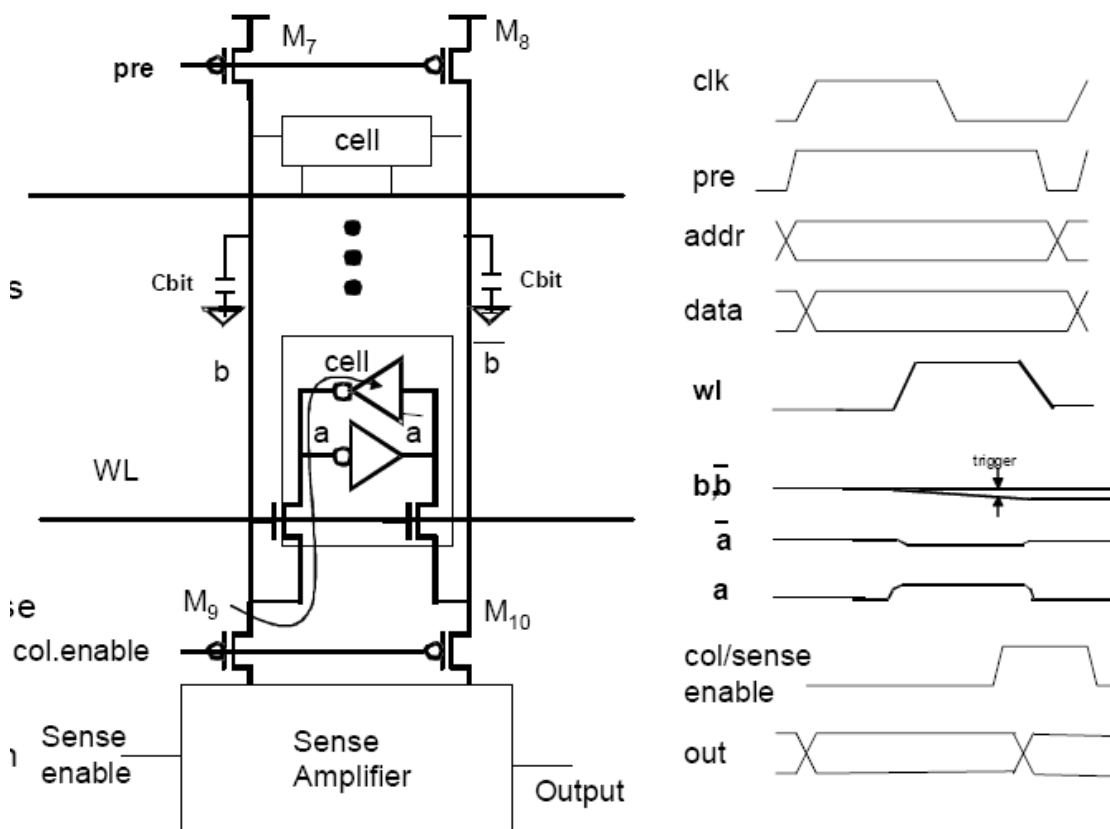 M7
M8
pre
cell
Cbit
Cbit
s
b
b̅
cell
a
a̅
WL
M9
M10
se
col.enable
Sense
enable
n
Sense
Amplifier
Output
clk
pre
addr
data
wl
b,b̅
trigger
a̅
a
col/sense
enable
out